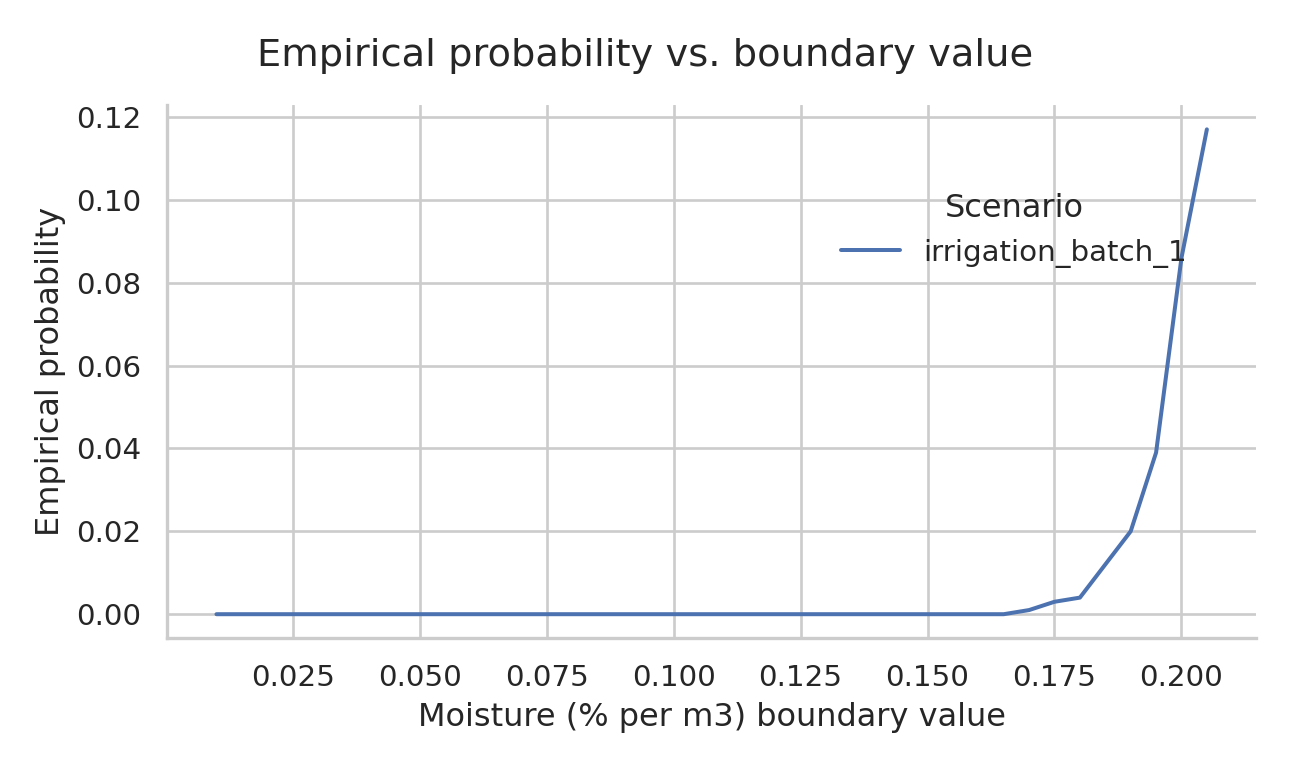 Empirical probability vs. boundary value
Empirical probability
0.12
0.10
0.08
0.06
0.04
0.02
0.00
Scenario
irrigation_batch_1
0.025 0.050 0.075 0.100 0.125 0.150 0.175 0.200
Moisture (% per m3) boundary value